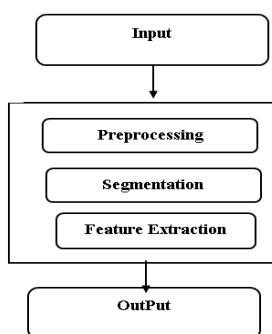 Input
Preprocessing
Segmentation
Feature Extraction
OutPut